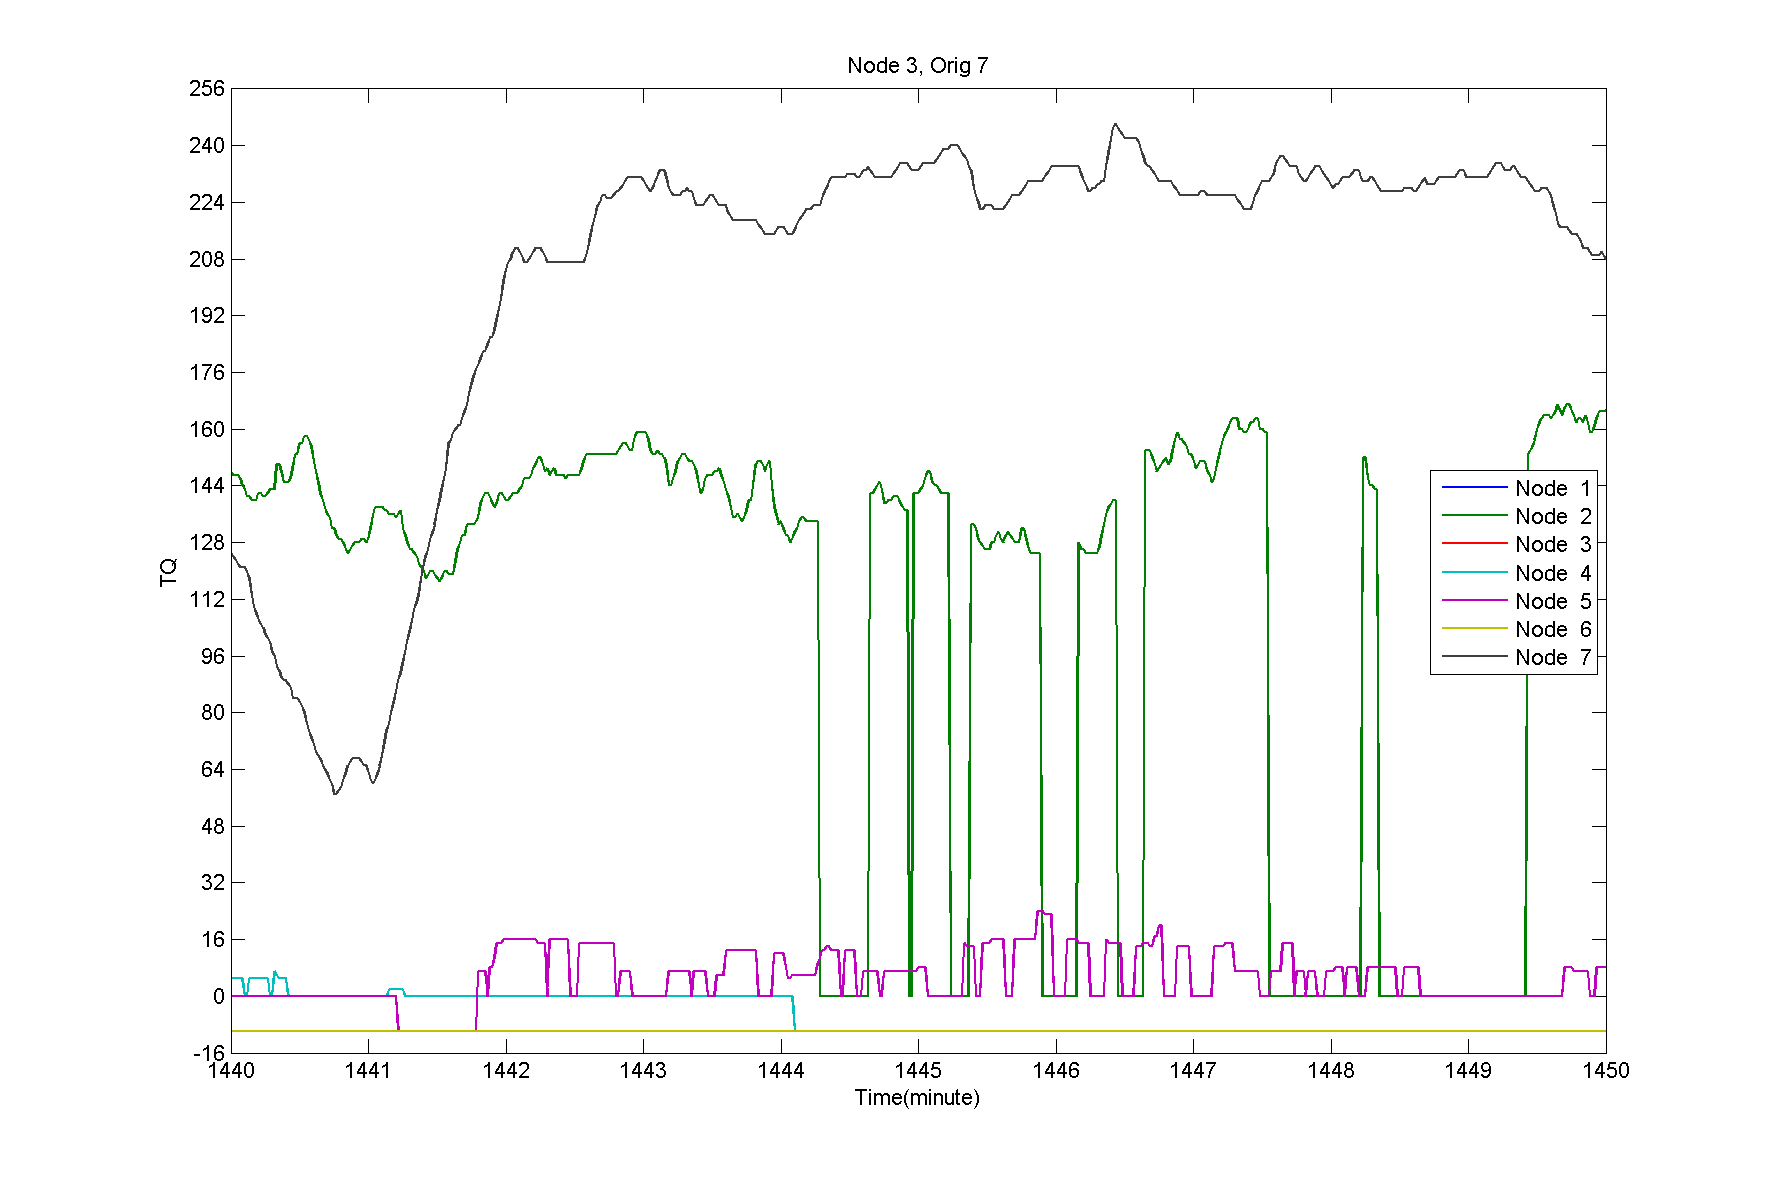 Node 3, Orig 7
256
240
224
208
192
176
160
144
128
112
96
80
64
48
32
16
0
-16
TQ
Node 1
Node 2
Node 3
Node 4
Node 5
Node 6
Node 7
1440 1441 1442 1443 1444 1445 1446 1447 1448 1449 1450
Time(minute)